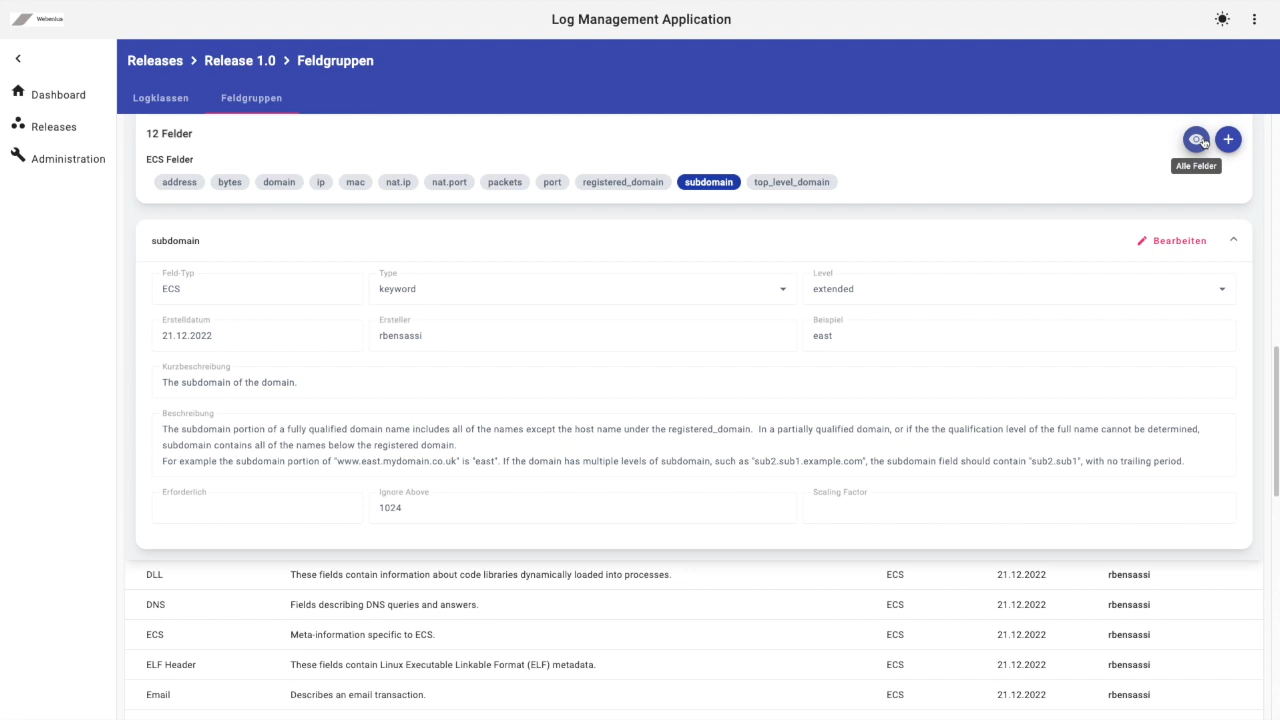 Webenlus
Log Management Application
Releases > Release 1.0 > Feldgruppen
Logklassen Feldgruppen
Dashboard
Releases
Administration
12 Felder
Alle Felder
ECS Felder
address bytes domain ip mac nat.ip nat.port packets port registered_domain subdomain top_level_domain
subdomain Bearbeiten
Feld-Typ Type Level
ECS keyword extended
Erstelldatum Ersteller Beispiel
21.12.2022 rbensassi east
Kurzbeschreibung
The subdomain of the domain.
Beschreibung
The subdomain portion of a fully qualified domain name includes all of the names except the host name under the registered_domain. In a partially qualified domain, or if the the qualification level of the full name cannot be determined,
subdomain contains all of the names below the registered domain.
For example the subdomain portion of "www.east.mydomain.co.uk" is "east". If the domain has multiple levels of subdomain, such as "sub2.sub1.example.com", the subdomain field should contain "sub2.sub1", with no trailing period.
Erforderlich Ignore Above Scaling Factor
1024
DLL These fields contain information about code libraries dynamically loaded into processes. ECS 21.12.2022 rbensassi
DNS Fields describing DNS queries and answers. ECS 21.12.2022 rbensassi
ECS Meta-information specific to ECS. ECS 21.12.2022 rbensassi
ELF Header These fields contain Linux Executable Linkable Format (ELF) metadata. ECS 21.12.2022 rbensassi
Email Describes an email transaction. ECS 21.12.2022 rbensassi